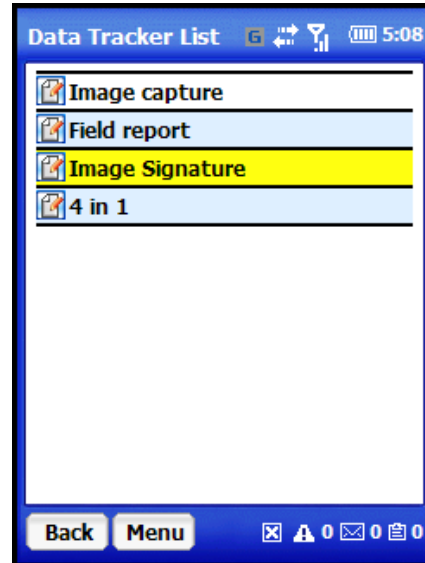 Data Tracker List G 5:08
Image capture
Field report
Image Signature
4 in 1
Back Menu 0 0 0